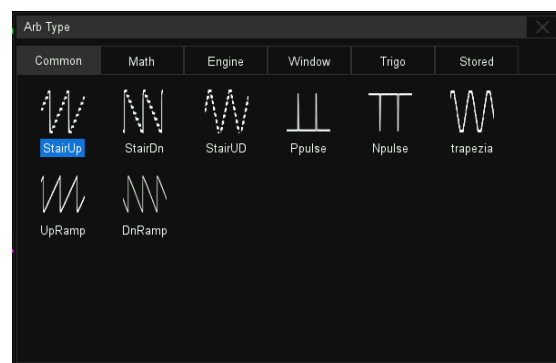 Arb Type
Common Math Engine Window Trigo Stored
StairUp StairDn StairUD Ppulse Npulse trapezia
UpRamp DnRamp